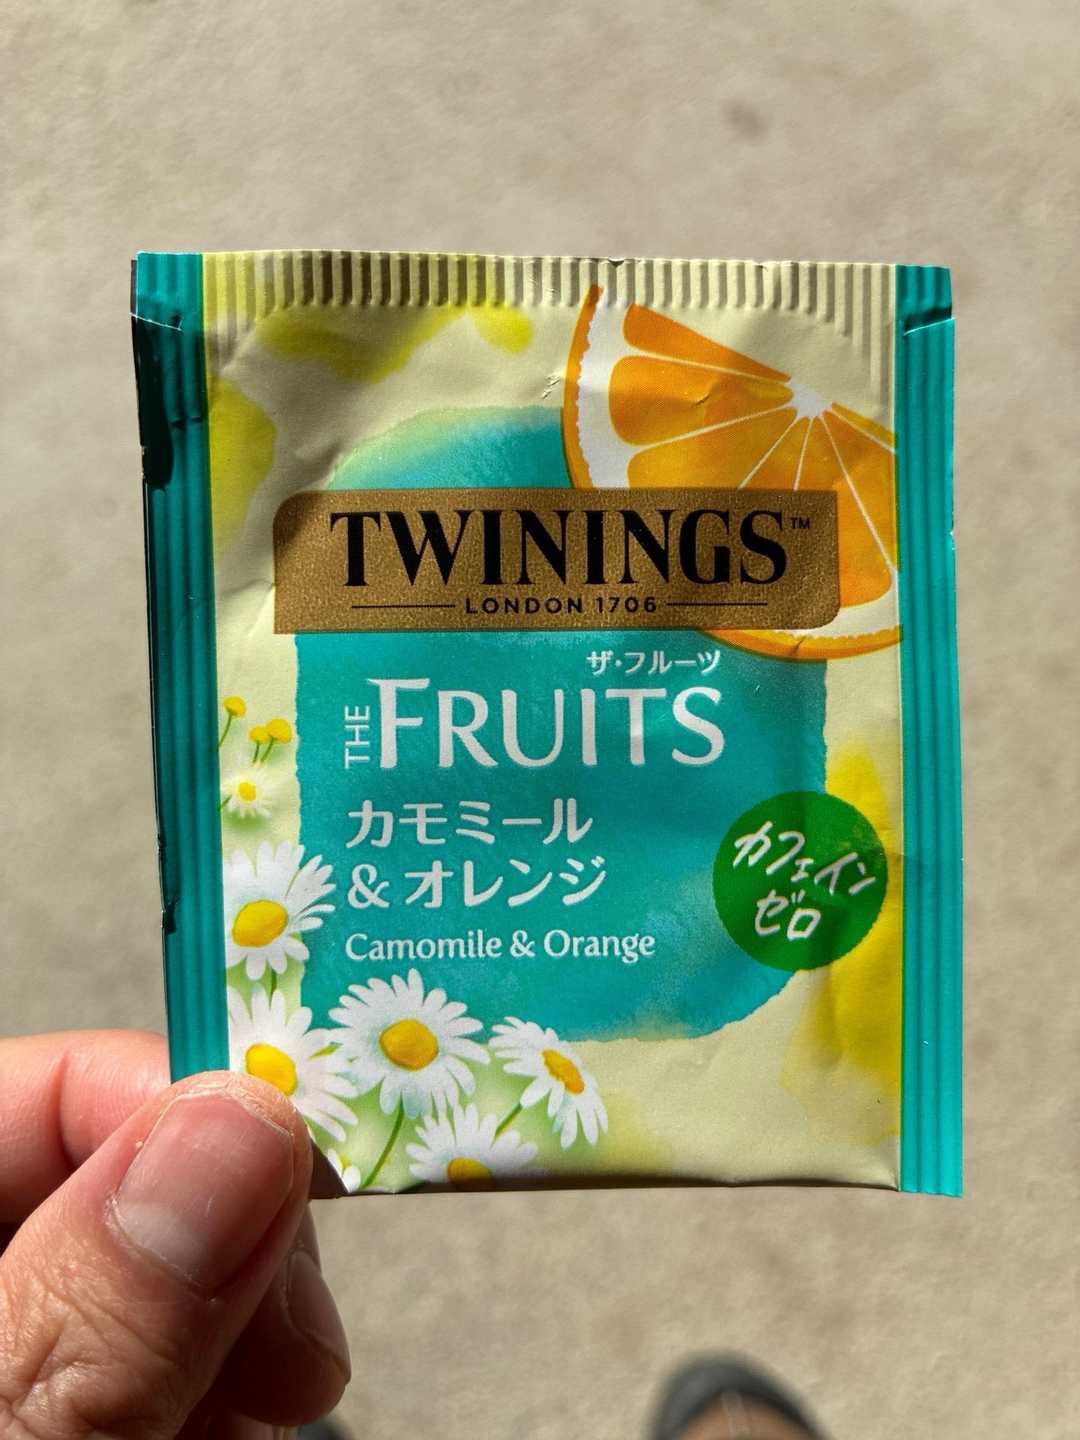 TWININGS™
LONDON 1706
ザ・フルーツ
THE FRUITS
カモミール
&オレンジ
Camomile & Orange
カフェイン
ゼロ